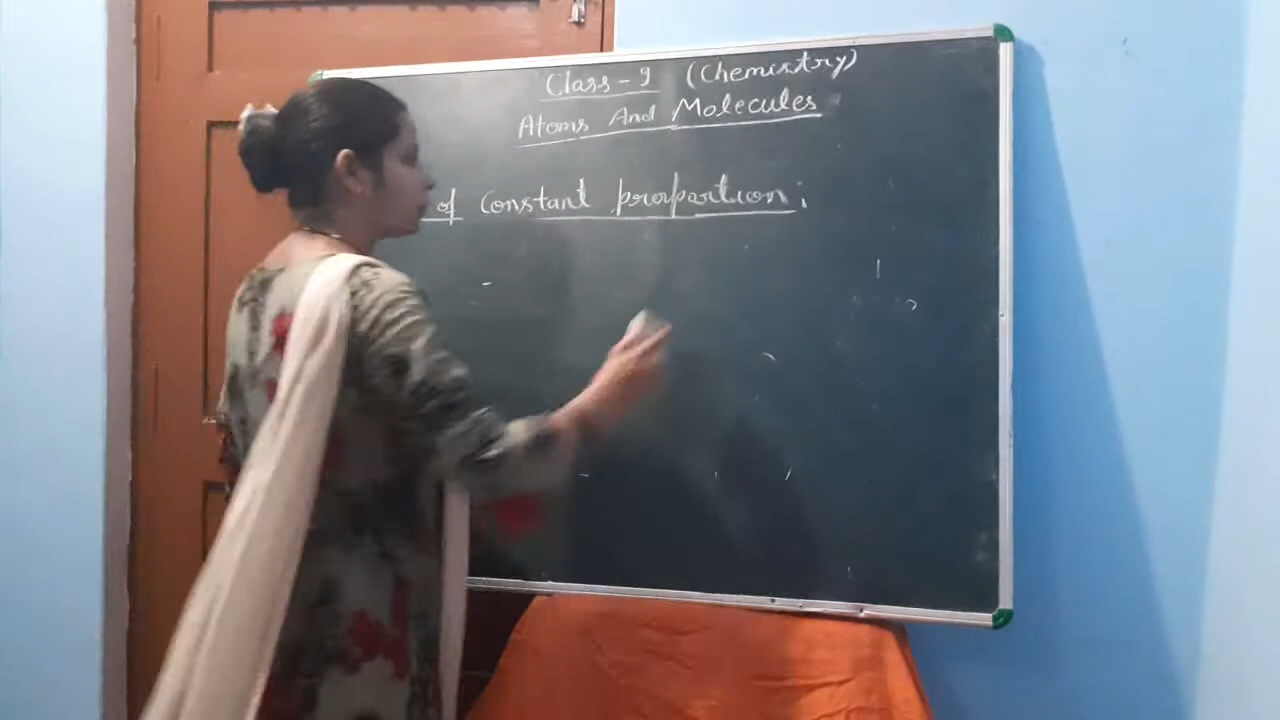 Class-9 (Chemistry)
Atoms And Molecules
of constant proportion: